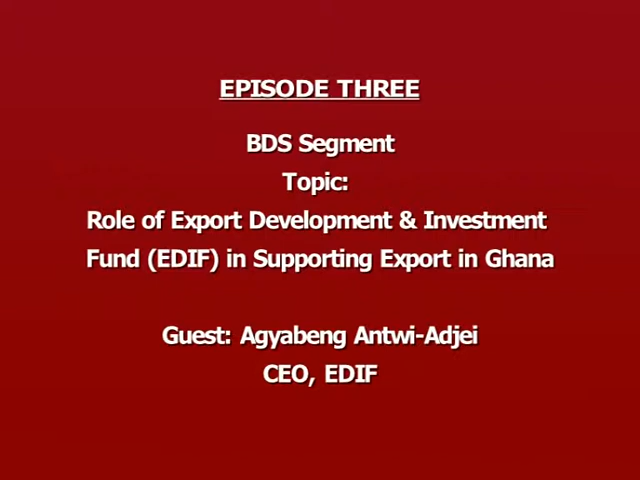 EPISODE THREE
BDS Segment
Topic:
Role of Export Development & Investment
Fund (EDIF) in Supporting Export in Ghana
Guest: Agyabeng Antwi-Adjei
CEO, EDIF